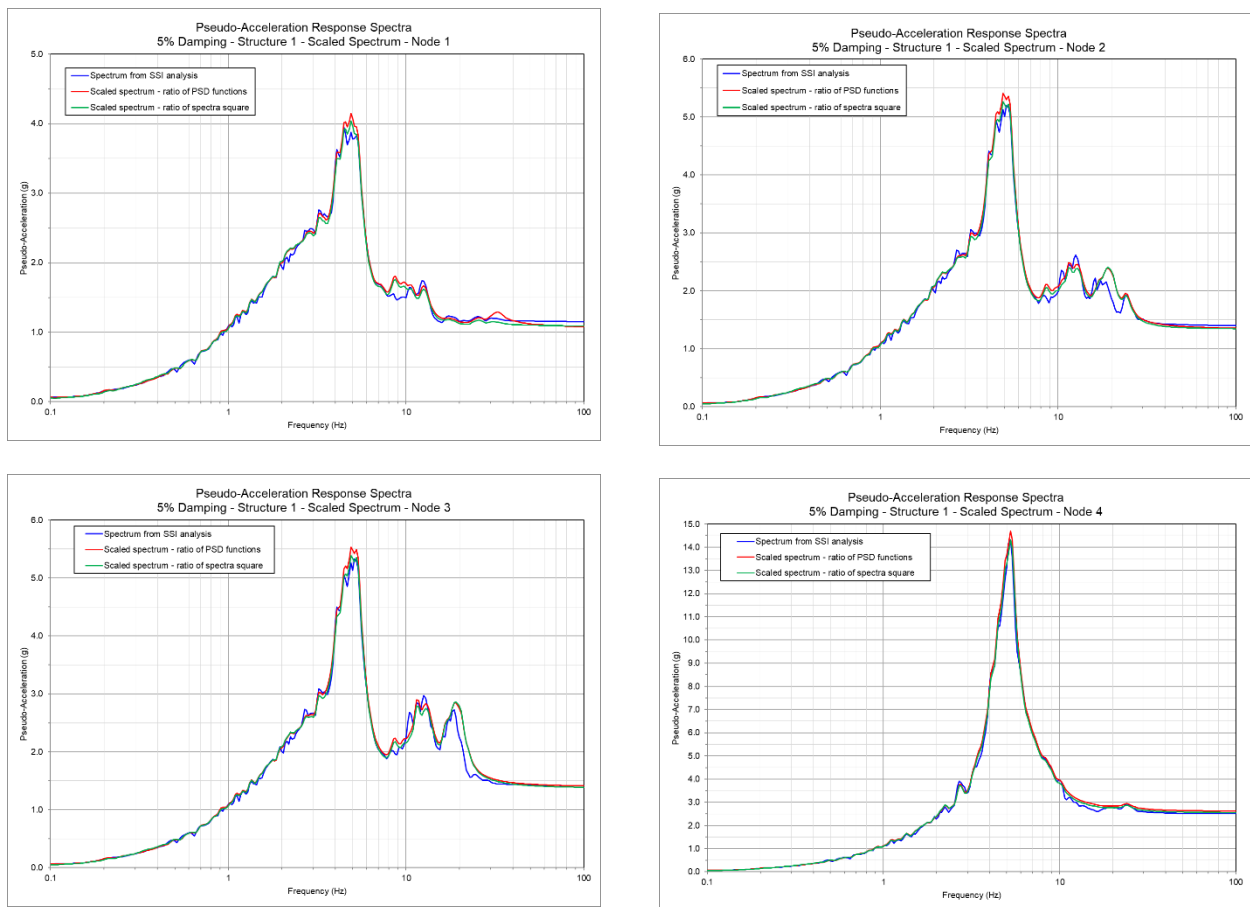 Pseudo-Acceleration Response Spectra
5% Damping - Structure 1 - Scaled Spectrum - Node 1
5.0
4.0
3.0
2.0
1.0
0.0
Pseudo-Acceleration (g)
Spectrum from SSI analysis
Scaled spectrum - ratio of PSD functions
Scaled spectrum - ratio of spectra square
0.1 1 10 100
Frequency (Hz)
Pseudo-Acceleration Response Spectra
5% Damping - Structure 1 - Scaled Spectrum - Node 2
6.0
5.0
4.0
3.0
2.0
1.0
0.0
Pseudo-Acceleration (g)
Spectrum from SSI analysis
Scaled spectrum - ratio of PSD functions
Scaled spectrum - ratio of spectra square
0.1 1 10 100
Frequency (Hz)
Pseudo-Acceleration Response Spectra
5% Damping - Structure 1 - Scaled Spectrum - Node 3
6.0
5.0
4.0
3.0
2.0
1.0
0.0
Pseudo-Acceleration (g)
Spectrum from SSI analysis
Scaled spectrum - ratio of PSD functions
Scaled spectrum - ratio of spectra square
0.1 1 10 100
Frequency (Hz)
Pseudo-Acceleration Response Spectra
5% Damping - Structure 1 - Scaled Spectrum - Node 4
15.0
14.0
13.0
12.0
11.0
10.0
9.0
8.0
7.0
6.0
5.0
4.0
3.0
2.0
1.0
0.0
Pseudo-Acceleration (g)
Spectrum from SSI analysis
Scaled spectrum - ratio of PSD functions
Scaled spectrum - ratio of spectra square
0.1 1 10 100
Frequency (Hz)